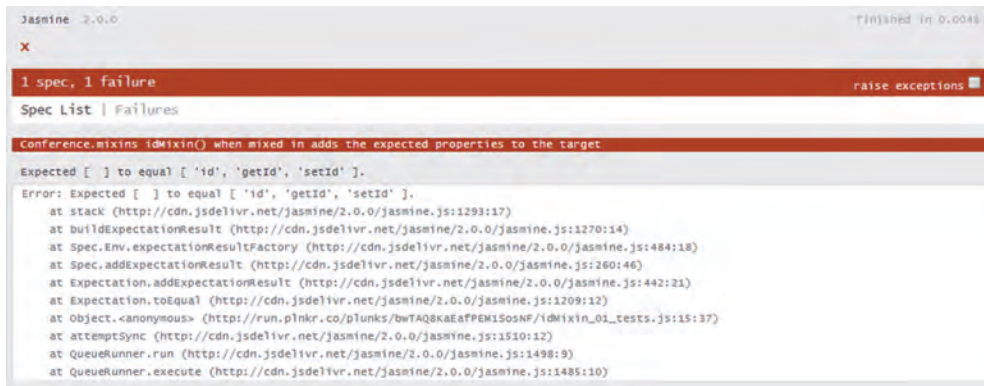 Jasmine 2.0.0 finished in 0.004s
x
1 spec, 1 failure raise exceptions
Spec List | Failures
Conference.mixins idMixin() when mixed in adds the expected properties to the target
Expected [ ] to equal [ 'id', 'getId', 'setId' ].
Error: Expected [ ] to equal [ 'id', 'getId', 'setId' ].
at stack (http://cdn.jsdelivr.net/jasmine/2.0.0/jasmine.js:1293:17)
at buildExpectationResult (http://cdn.jsdelivr.net/jasmine/2.0.0/jasmine.js:1270:14)
at Spec.Env.expectationResultFactory (http://cdn.jsdelivr.net/jasmine/2.0.0/jasmine.js:484:18)
at Spec.addExpectationResult (http://cdn.jsdelivr.net/jasmine/2.0.0/jasmine.js:260:46)
at Expectation.addExpectationResult (http://cdn.jsdelivr.net/jasmine/2.0.0/jasmine.js:442:21)
at Expectation.toEqual (http://cdn.jsdelivr.net/jasmine/2.0.0/jasmine.js:1209:12)
at Object.<anonymous> (http://run.plnkr.co/plunks/bwTAQ8KaEafPEM1SosNF/idMixin_01_tests.js:15:37)
at attemptSync (http://cdn.jsdelivr.net/jasmine/2.0.0/jasmine.js:1510:12)
at QueueRunner.run (http://cdn.jsdelivr.net/jasmine/2.0.0/jasmine.js:1498:9)
at QueueRunner.execute (http://cdn.jsdelivr.net/jasmine/2.0.0/jasmine.js:1485:10)